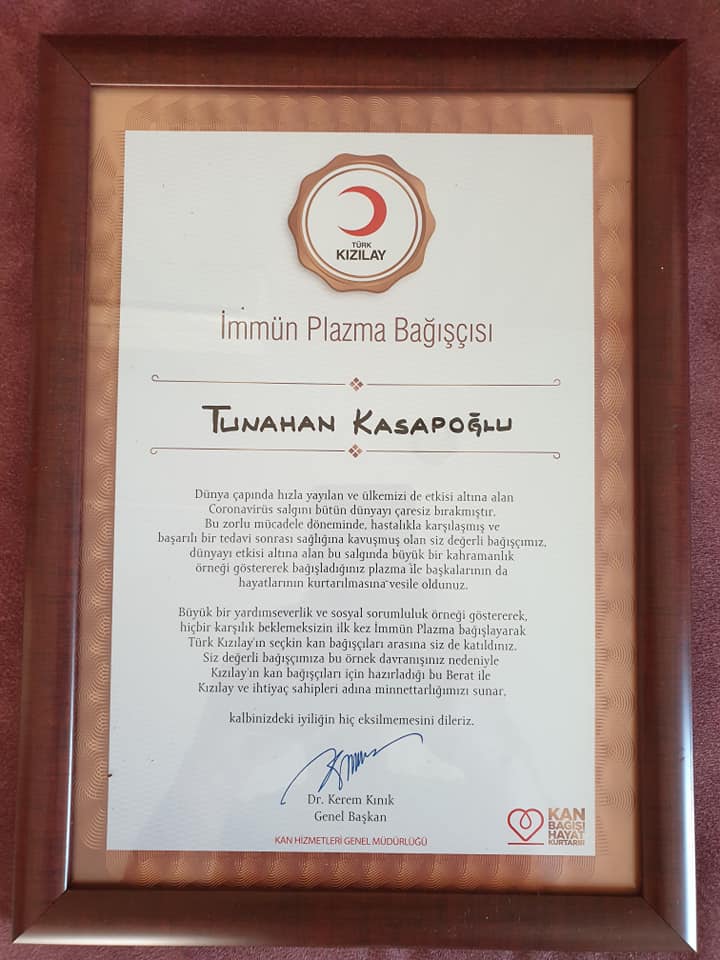 TÜRK
KIZILAY
İmmün Plazma Bağışçısı
TUNAHAN KASAPOĞLU
Dünya çapında hızla yayılan ve ülkemizi de etkisi altına alan
Coronavirüs salgını bütün dünyayı çaresiz bırakmıştır.
Bu zorlu mücadele döneminde, hastalıkla karşılaşmış ve
başarılı bir tedavi sonrası sağlığına kavuşmuş olan siz değerli bağışçımız,
dünyayı etkisi altına alan bu salgında büyük bir kahramanlık
örneği göstererek bağışladığınız plazma ile başkalarının da
hayatlarının kurtarılmasına vesile oldunuz.
Büyük bir yardımseverlik ve sosyal sorumluluk örneği göstererek,
hiçbir karşılık beklemeksizin ilk kez İmmün Plazma bağışlayarak
Türk Kızılay'ın seçkin kan bağışçıları arasına siz de katıldınız.
Siz değerli bağışçımıza bu örnek davranışınız nedeniyle
Kızılay'ın kan bağışçıları için hazırladığı bu Berat ile
Kızılay ve ihtiyaç sahipleri adına minnettarlığımızı sunar,
kalbinizdeki iyiliğin hiç eksilmemesini dileriz.
Dr. Kerem Kınık
Genel Başkan
KAN HİZMETLERİ GENEL MÜDÜRLÜĞÜ
KAN
BAĞIŞI
HAYAT
KURTARIR